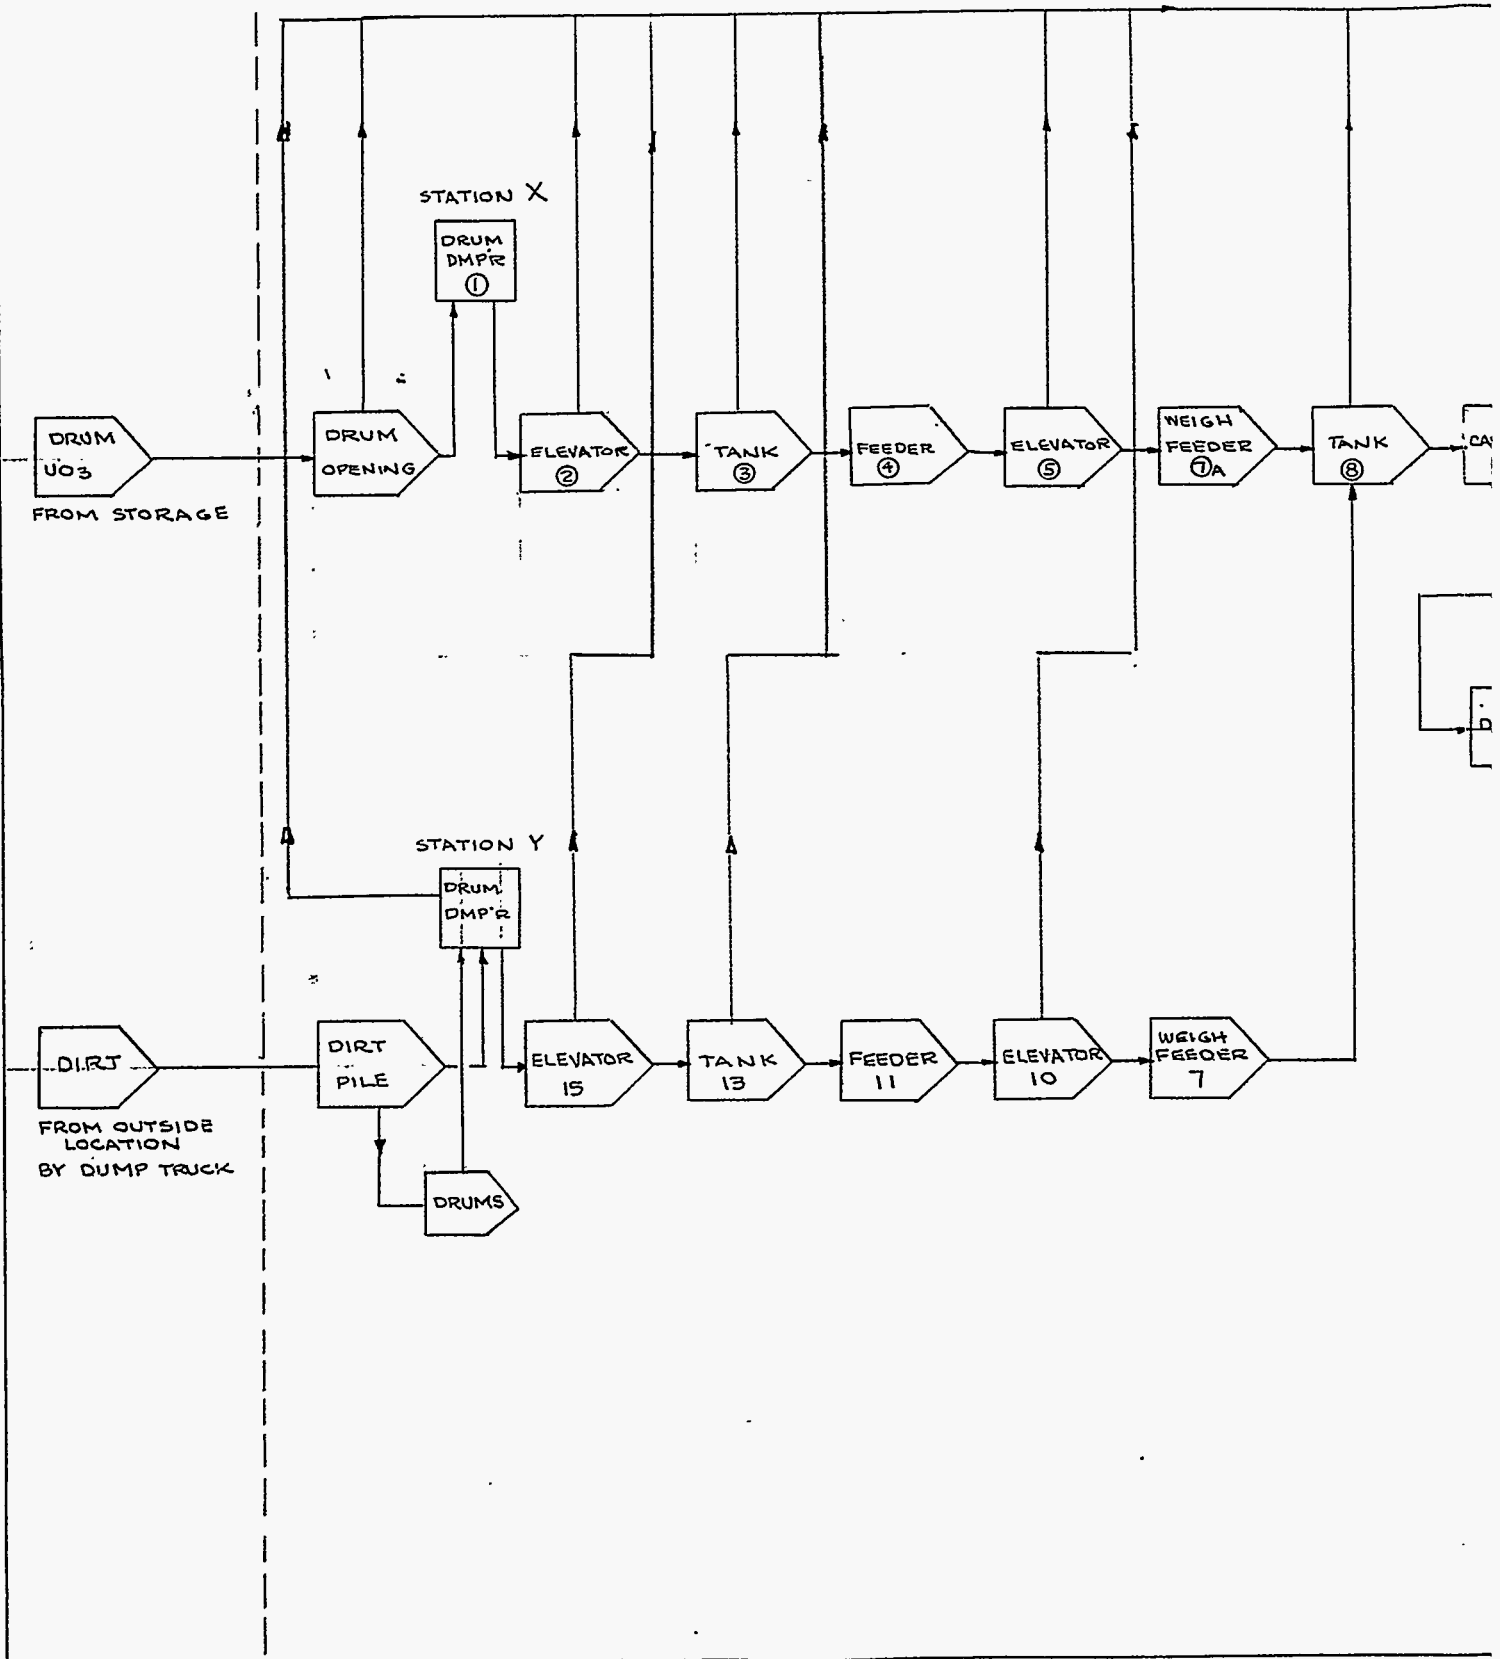 STATION X
DRUM
DMP'R
1
DRUM
UO3
FROM STORAGE
DRUM
OPENING
ELEVATOR
2
TANK
3
FEEDER
4
ELEVATOR
5
WEIGH
FEEDER
7A
TANK
8
CA
D
STATION Y
DRUM
DMP'R
DIRT
FROM OUTSIDE
LOCATION
BY DUMP TRUCK
DIRT
PILE
DRUMS
ELEVATOR
15
TANK
13
FEEDER
11
ELEVATOR
10
WEIGH
FEEDER
7